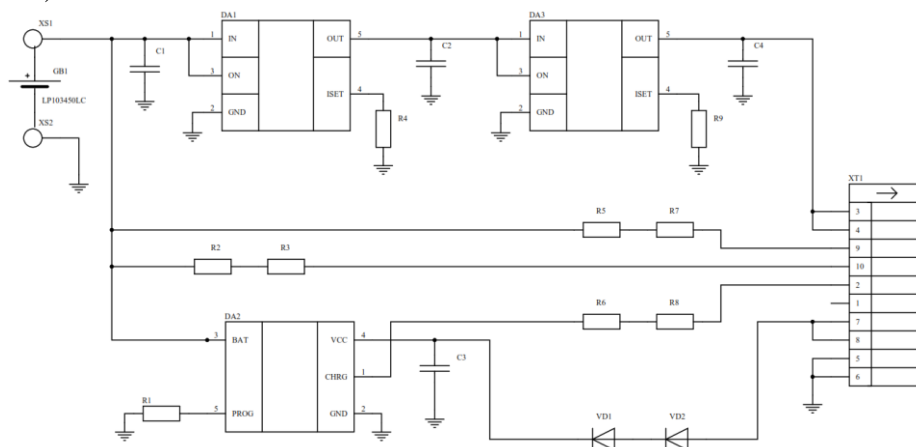 XS1
GB1
+
LP103450LC
XS2
C1
DA1
1 IN OUT 5
3 ON
ISET 4
2 GND
R4
C2
DA3
1 IN OUT 5
3 ON
ISET 4
2 GND
R9
C4
XT1
3
4
9
10
2
1
7
8
5
6
R5 R7
R2 R3
R6 R8
DA2
3 BAT VCC 4
CHRG 1
5 PROG GND 2
R1
C3
VD1 VD2